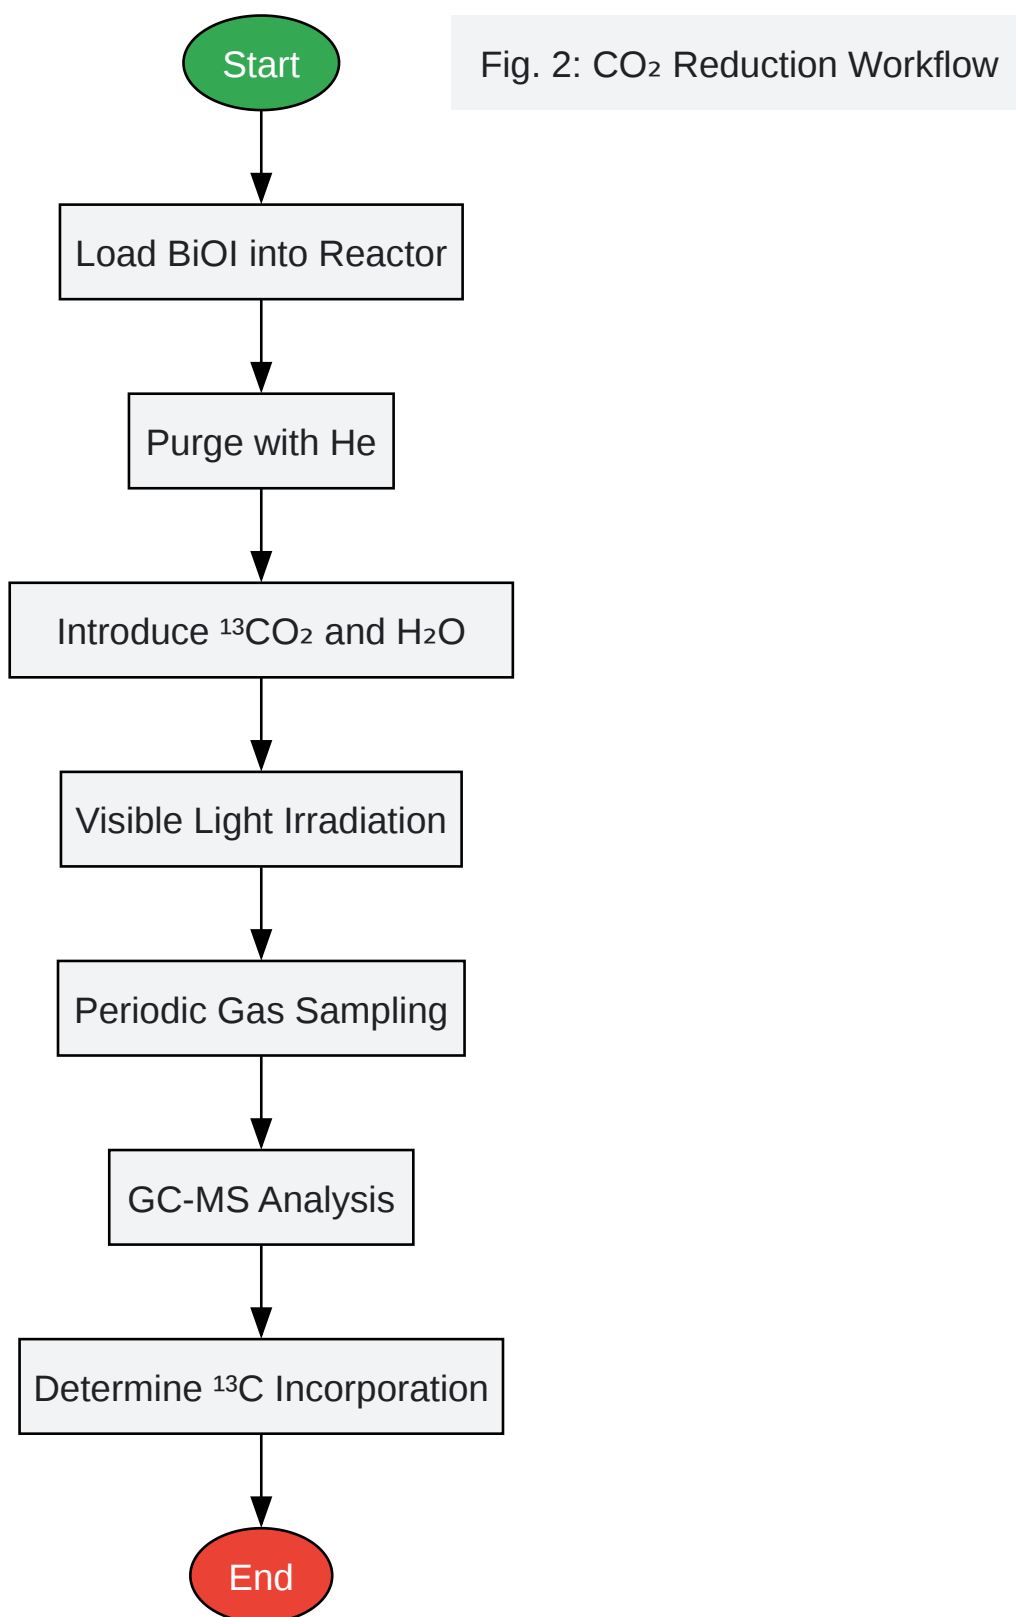 Start
Fig. 2: CO₂ Reduction Workflow
Load BiOI into Reactor
Purge with He
Introduce ¹³CO₂ and H₂O
Visible Light Irradiation
Periodic Gas Sampling
GC-MS Analysis
Determine ¹³C Incorporation
End